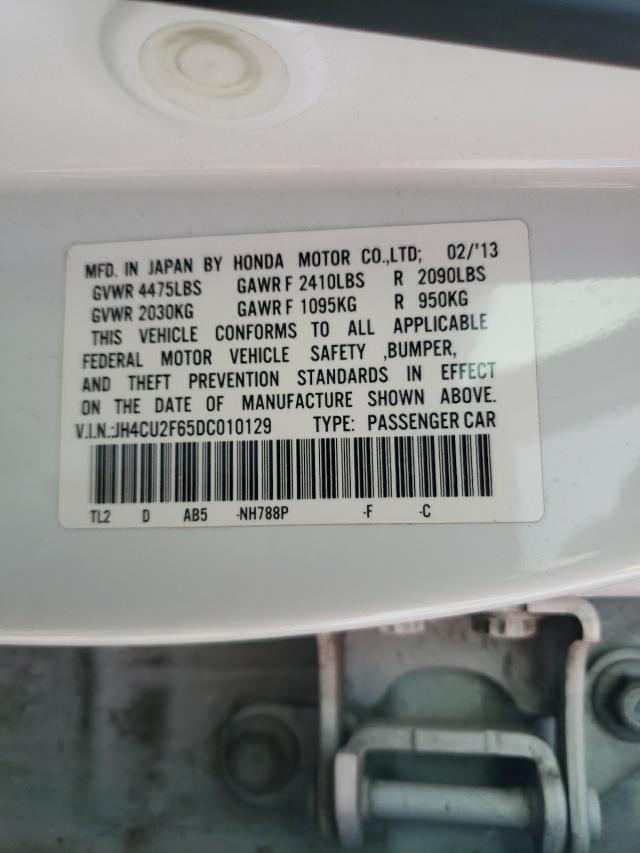 MFD. IN JAPAN BY HONDA MOTOR CO.,LTD; 02/'13
GVWR 4475LBS GAWR F 2410LBS R 2090LBS
GVWR 2030KG GAWR F 1095KG R 950KG
THIS VEHICLE CONFORMS TO ALL APPLICABLE
FEDERAL MOTOR VEHICLE SAFETY ,BUMPER,
AND THEFT PREVENTION STANDARDS IN EFFECT
ON THE DATE OF MANUFACTURE SHOWN ABOVE.
V.I.N.:JH4CU2F65DC010129 TYPE: PASSENGER CAR
TL2 D AB5 -NH788P -F -C